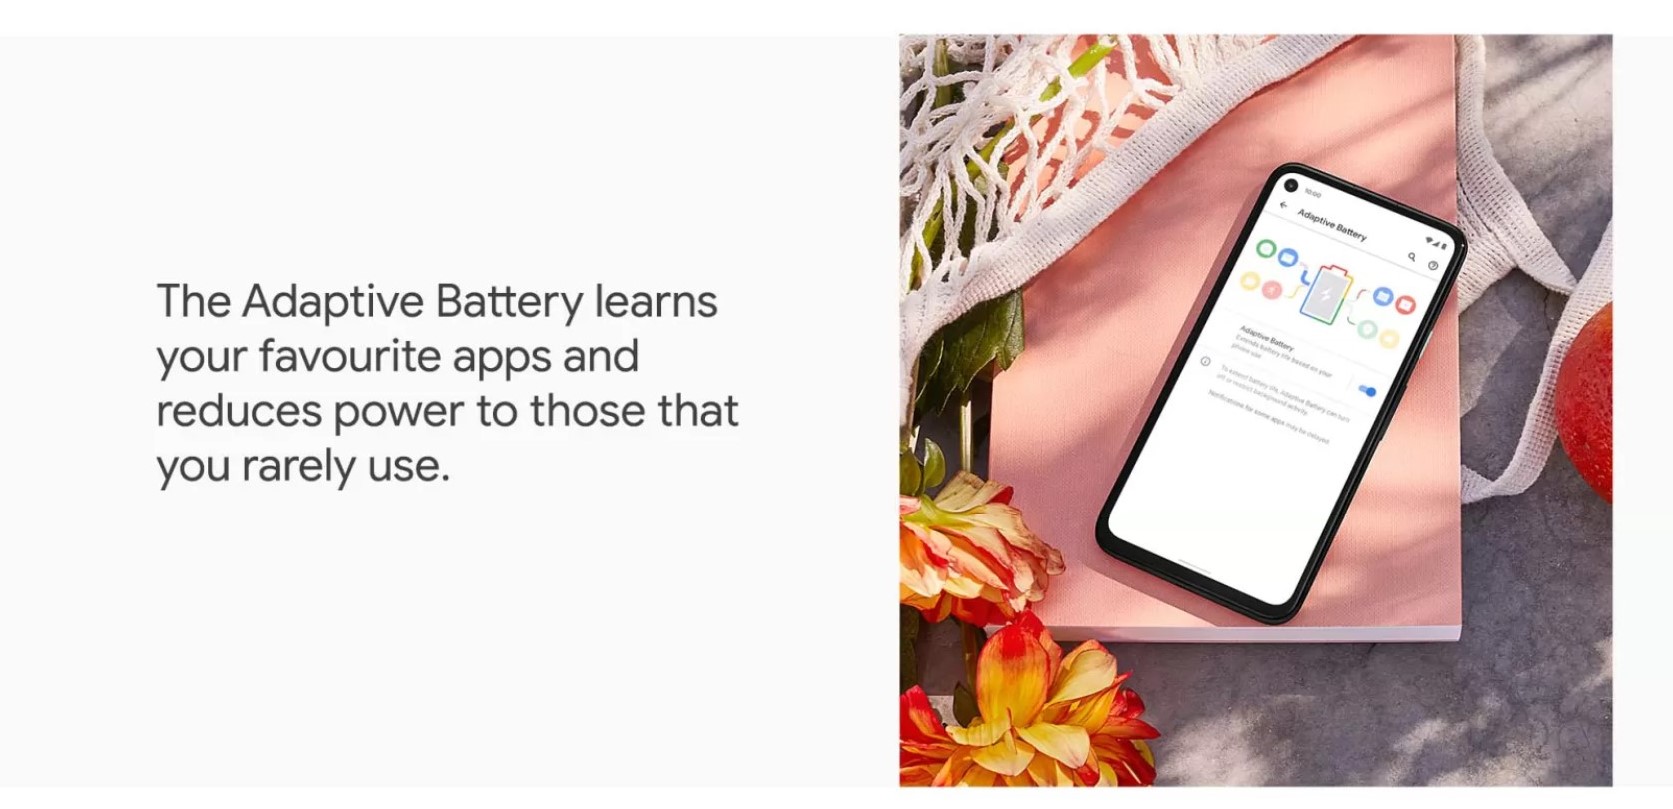 The Adaptive Battery learns
your favourite apps and
reduces power to those that
you rarely use.
10:00
Adaptive Battery
Adaptive Battery
Extends battery life based on your
phone use
To extend battery life, Adaptive Battery can turn
off or restrict background activity.
Notifications for some apps may be delayed.